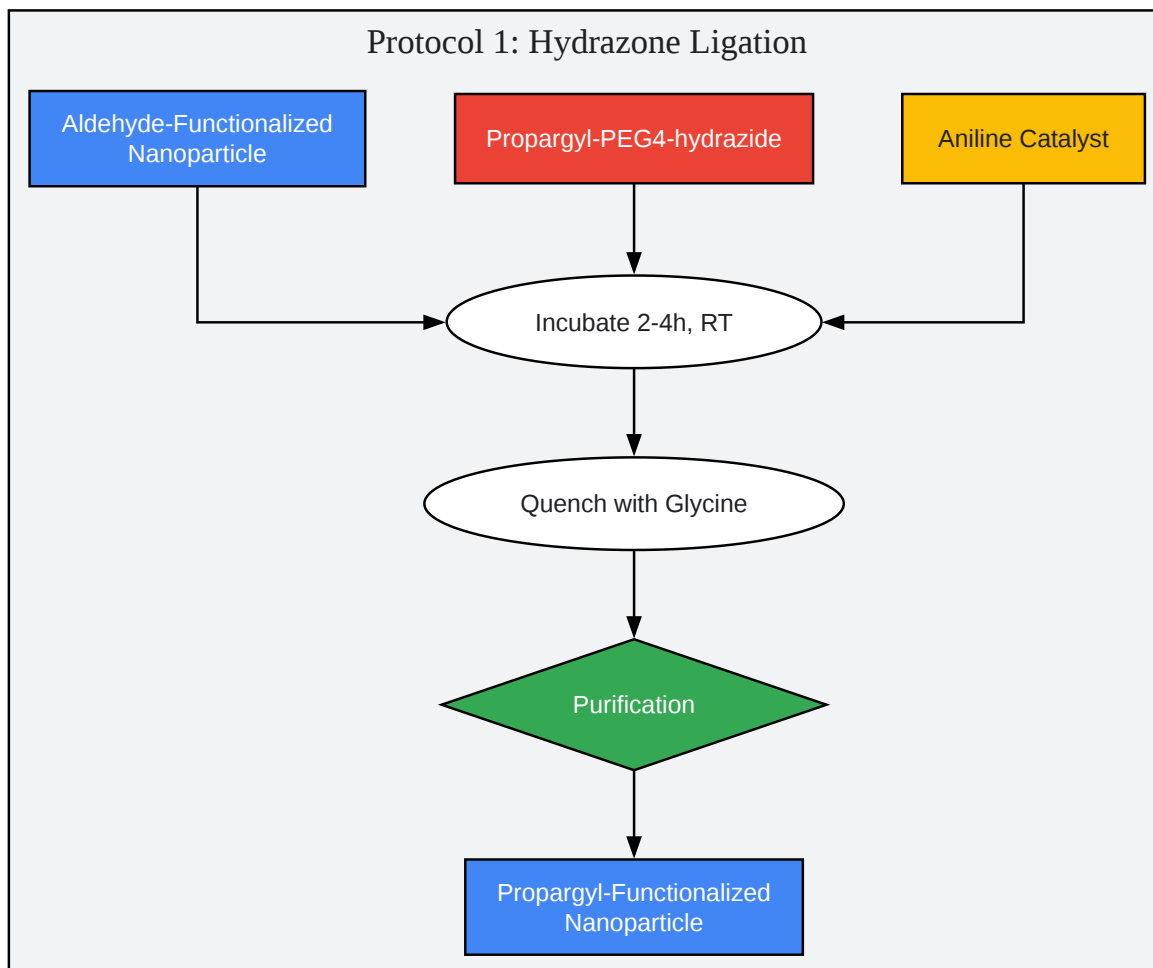 Protocol 1: Hydrazone Ligation
Aldehyde-Functionalized
Nanoparticle
Propargyl-PEG4-hydrazide
Aniline Catalyst
Incubate 2-4h, RT
Quench with Glycine
Purification
Propargyl-Functionalized
Nanoparticle